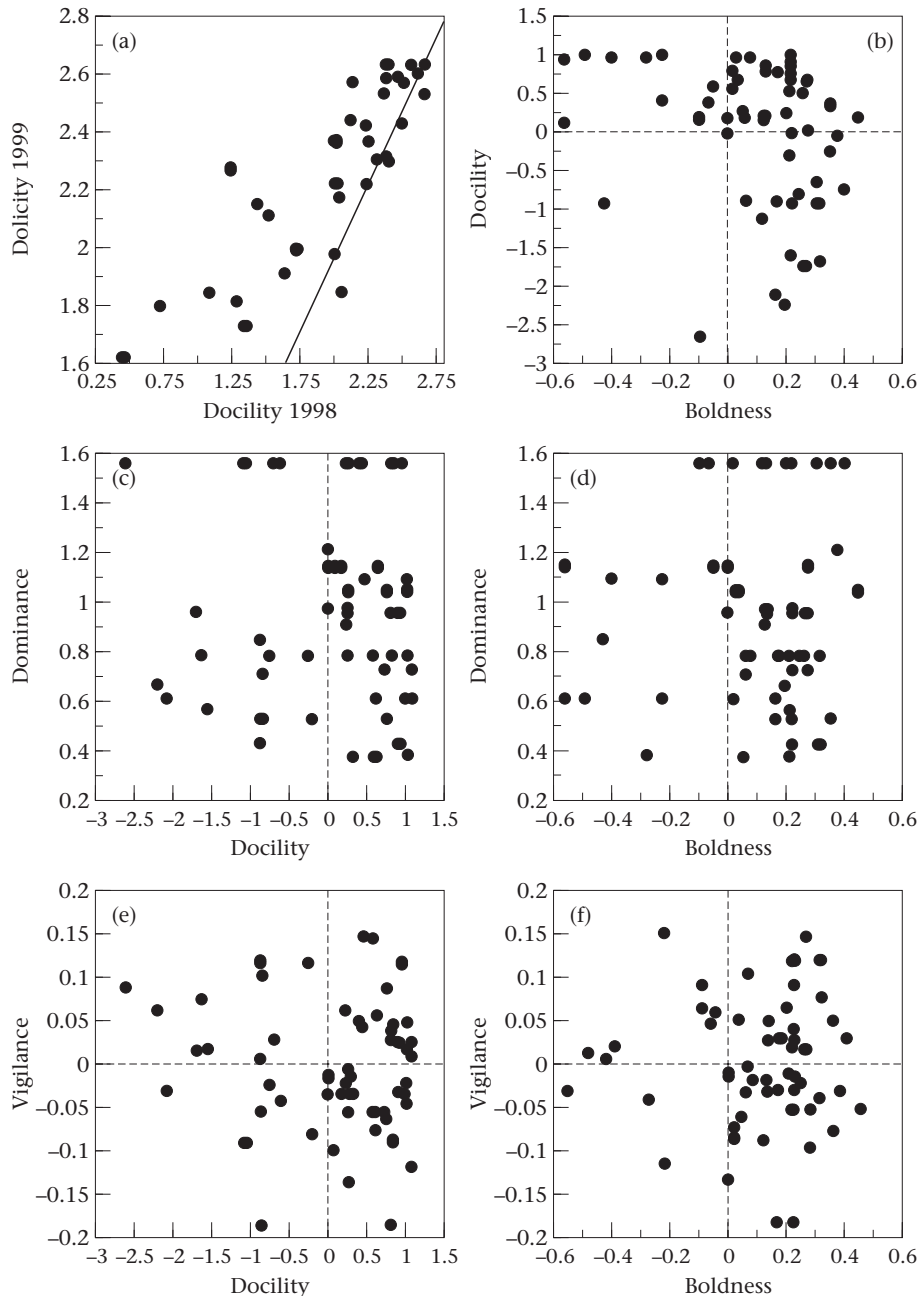 2.8
2.6
2.4
2.2
2
1.8
1.6
(a)
Dolicity 1999
0.25 0.75 1.25 1.75 2.25 2.75
Docility 1998
1.5
1
0.5
0
–0.5
–1
–1.5
–2
–2.5
–3
(b)
Docility
–0.6 –0.4 –0.2 0 0.2 0.4 0.6
Boldness
1.6
1.4
1.2
1
0.8
0.6
0.4
0.2
(c)
Dominance
–3 –2.5 –2 –1.5 –1 –0.5 0 0.5 1 1.5
Docility
1.6
1.4
1.2
1
0.8
0.6
0.4
0.2
(d)
Dominance
–0.6 –0.4 –0.2 0 0.2 0.4 0.6
Boldness
0.2
0.15
0.1
0.05
0
–0.05
–0.1
–0.15
–0.2
(e)
Vigilance
–3 –2.5 –2 –1.5 –1 –0.5 0 0.5 1 1.5
Docility
0.2
0.15
0.1
0.05
0
–0.05
–0.1
–0.15
–0.2
(f)
Vigilance
–0.6 –0.4 –0.2 0 0.2 0.4 0.6
Boldness